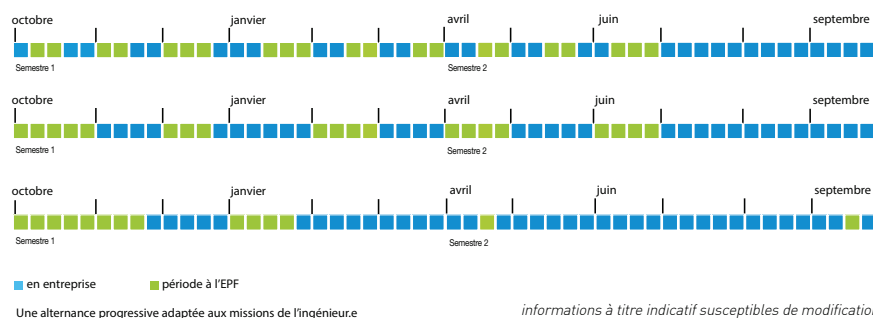 octobre janvier avril juin septembre
Semestre 1 Semestre 2
octobre janvier avril juin septembre
Semestre 1 Semestre 2
octobre janvier avril juin septembre
Semestre 1 Semestre 2
en entreprise période à l'EPF
Une alternance progressive adaptée aux missions de l'ingénieur.e
informations à titre indicatif susceptibles de modification